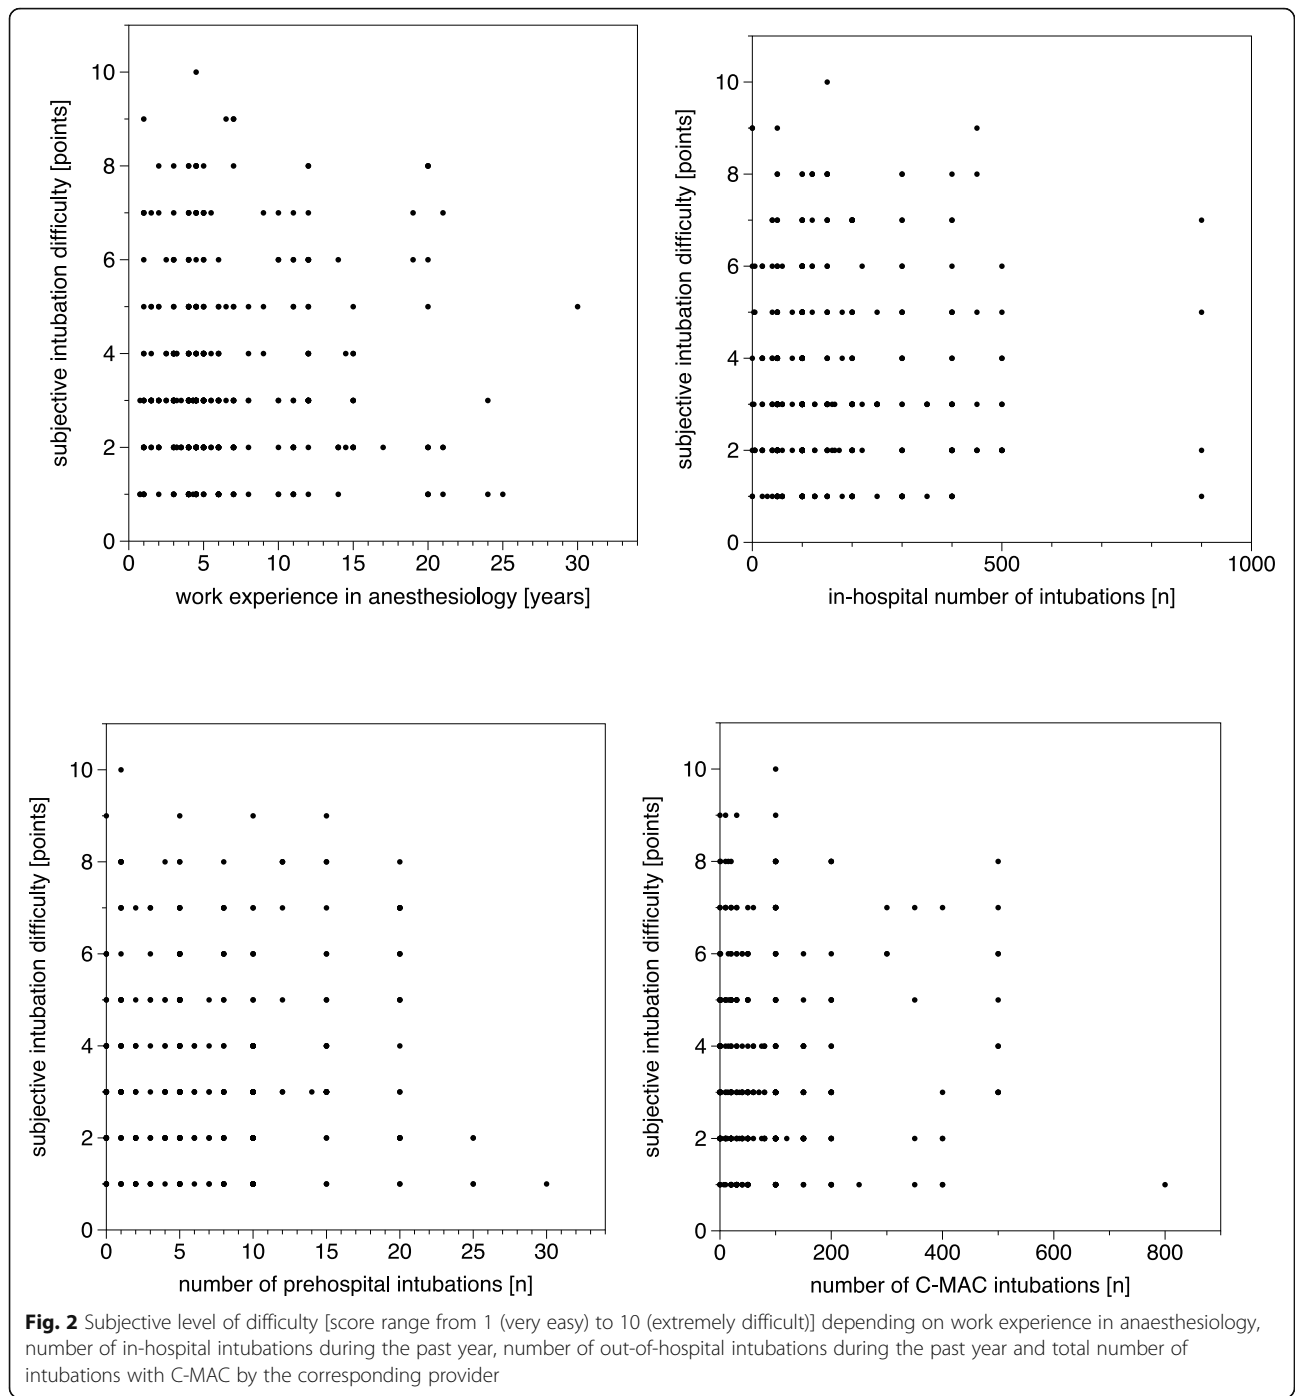 10
8
6
4
2
0
0 5 10 15 20 25 30
subjective intubation difficulty [points]
work experience in anesthesiology [years]
10
8
6
4
2
0
0 500 1000
subjective intubation difficulty [points]
in-hospital number of intubations [n]
10
8
6
4
2
0
0 5 10 15 20 25 30
subjective intubation difficulty [points]
number of prehospital intubations [n]
10
8
6
4
2
0
0 200 400 600 800
subjective intubation difficulty [points]
number of C-MAC intubations [n]
Fig. 2 Subjective level of difficulty [score range from 1 (very easy) to 10 (extremely difficult)] depending on work experience in anaesthesiology,
number of in-hospital intubations during the past year, number of out-of-hospital intubations during the past year and total number of
intubations with C-MAC by the corresponding provider